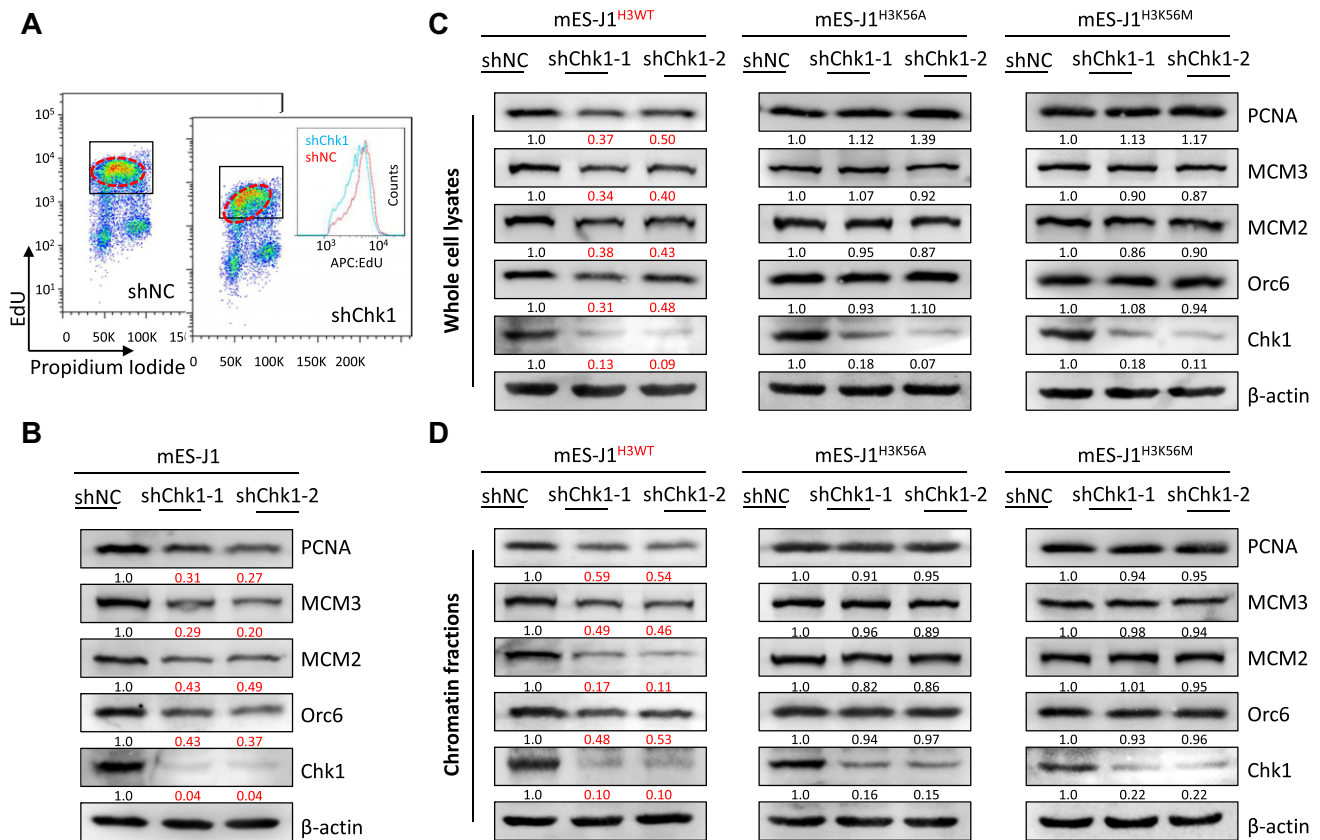 A
10⁵
10⁴
10³
10²
10¹
EdU
shNC
0 50K 100K 15
shChk1
shNC
Counts
10³ 10⁴
APC:EdU
shChk1
0 50K 100K 150K 200K
Propidium Iodide
B
mES-J1
shNC shChk1-1 shChk1-2
PCNA
1.0 0.31 0.27
MCM3
1.0 0.29 0.20
MCM2
1.0 0.43 0.49
Orc6
1.0 0.43 0.37
Chk1
1.0 0.04 0.04
β-actin
C
mES-J1H3WT mES-J1H3K56A mES-J1H3K56M
shNC shChk1-1 shChk1-2 shNC shChk1-1 shChk1-2 shNC shChk1-1 shChk1-2
Whole cell lysates
PCNA
1.0 0.37 0.50 1.0 1.12 1.39 1.0 1.13 1.17
MCM3
1.0 0.34 0.40 1.0 1.07 0.92 1.0 0.90 0.87
MCM2
1.0 0.38 0.43 1.0 0.95 0.87 1.0 0.86 0.90
Orc6
1.0 0.31 0.48 1.0 0.93 1.10 1.0 1.08 0.94
Chk1
1.0 0.13 0.09 1.0 0.18 0.07 1.0 0.18 0.11
β-actin
D
mES-J1H3WT mES-J1H3K56A mES-J1H3K56M
shNC shChk1-1 shChk1-2 shNC shChk1-1 shChk1-2 shNC shChk1-1 shChk1-2
Chromatin fractions
PCNA
1.0 0.59 0.54 1.0 0.91 0.95 1.0 0.94 0.95
MCM3
1.0 0.49 0.46 1.0 0.96 0.89 1.0 0.98 0.94
MCM2
1.0 0.17 0.11 1.0 0.82 0.86 1.0 1.01 0.95
Orc6
1.0 0.48 0.53 1.0 0.94 0.97 1.0 0.93 0.96
Chk1
1.0 0.10 0.10 1.0 0.16 0.15 1.0 0.22 0.22
β-actin